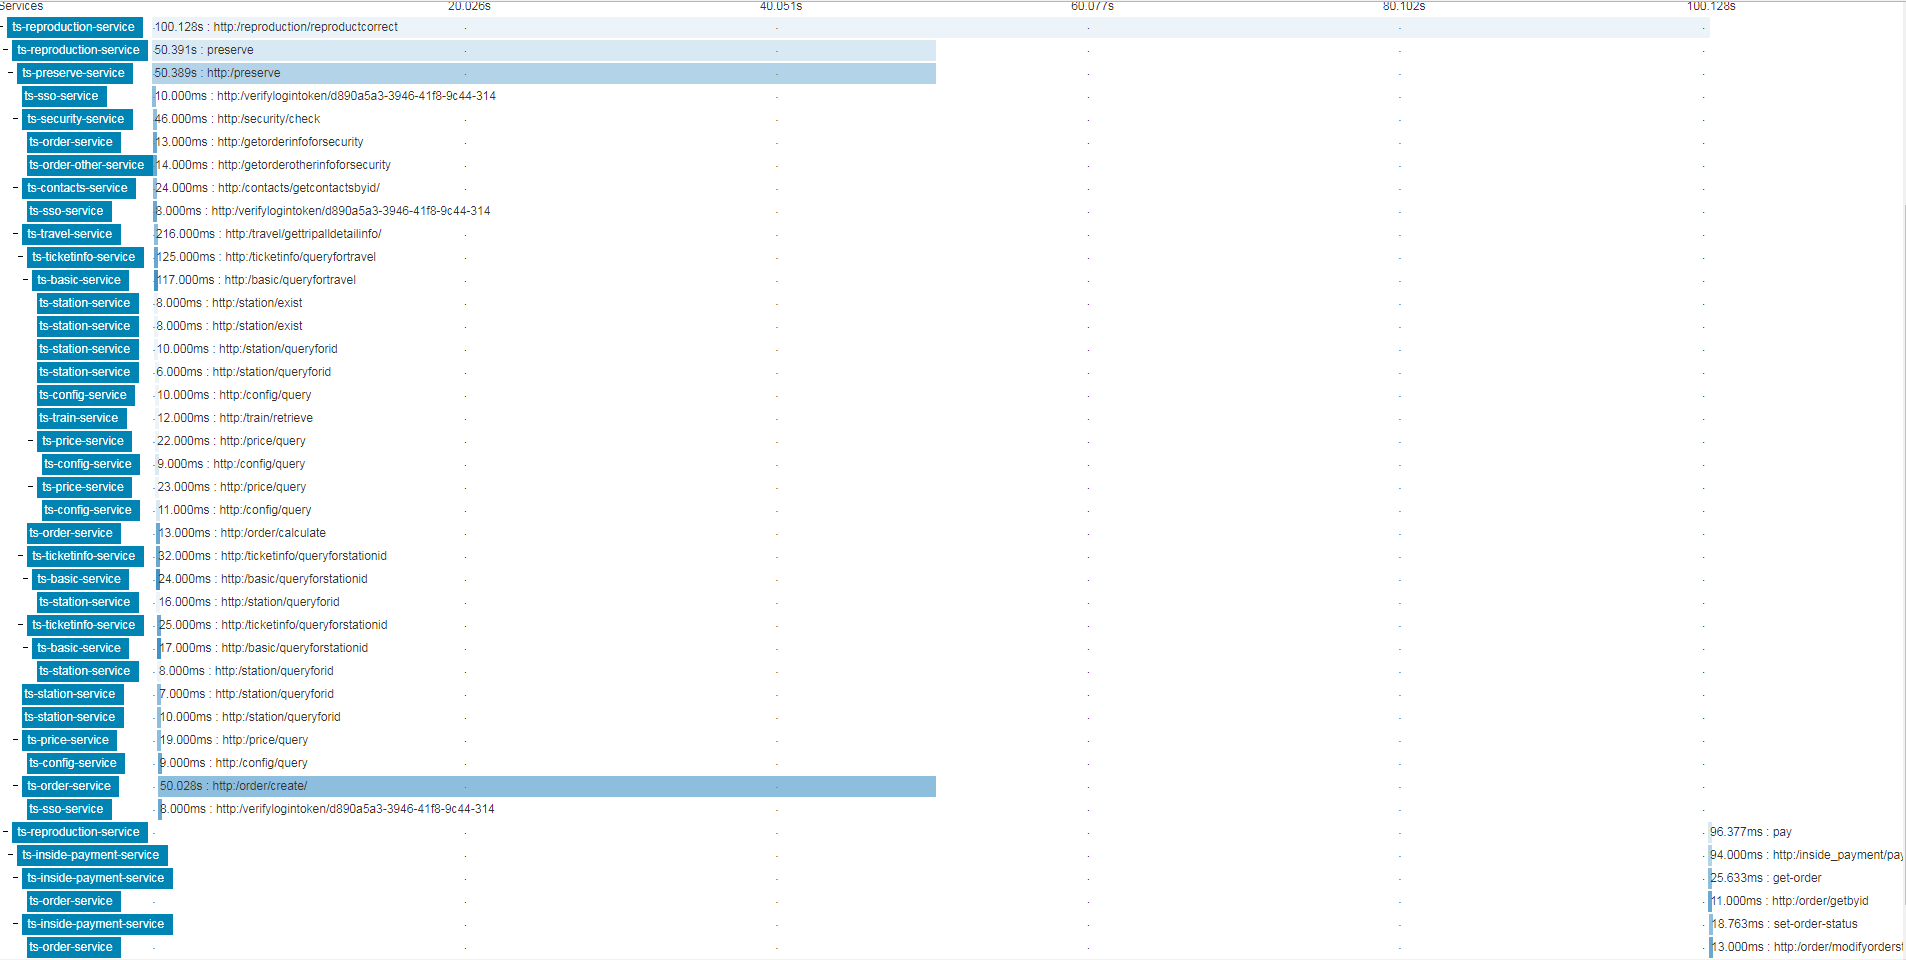 Services 20.026s 40.051s 60.077s 80.102s 100.128s
- ts-reproduction-service 100.128s : http:/reproduction/reproductcorrect
- ts-reproduction-service 50.391s : preserve
- ts-preserve-service 50.389s : http:/preserve
ts-sso-service 10.000ms : http:/verifylogintoken/d890a5a3-3946-41f8-9c44-314
- ts-security-service 46.000ms : http:/security/check
ts-order-service 13.000ms : http:/getorderinfoforsecurity
ts-order-other-service 14.000ms : http:/getorderotherinfoforsecurity
- ts-contacts-service 24.000ms : http:/contacts/getcontactsbyid/
ts-sso-service 8.000ms : http:/verifylogintoken/d890a5a3-3946-41f8-9c44-314
- ts-travel-service 216.000ms : http:/travel/gettripalldetailinfo/
- ts-ticketinfo-service 125.000ms : http:/ticketinfo/queryfortravel
- ts-basic-service 117.000ms : http:/basic/queryfortravel
ts-station-service 8.000ms : http:/station/exist
ts-station-service 8.000ms : http:/station/exist
ts-station-service 10.000ms : http:/station/queryforid
ts-station-service 6.000ms : http:/station/queryforid
ts-config-service 10.000ms : http:/config/query
ts-train-service 12.000ms : http:/train/retrieve
- ts-price-service 22.000ms : http:/price/query
ts-config-service 9.000ms : http:/config/query
- ts-price-service 23.000ms : http:/price/query
ts-config-service 11.000ms : http:/config/query
ts-order-service 13.000ms : http:/order/calculate
- ts-ticketinfo-service 32.000ms : http:/ticketinfo/queryforstationid
- ts-basic-service 24.000ms : http:/basic/queryforstationid
ts-station-service 16.000ms : http:/station/queryforid
- ts-ticketinfo-service 25.000ms : http:/ticketinfo/queryforstationid
- ts-basic-service 17.000ms : http:/basic/queryforstationid
ts-station-service 8.000ms : http:/station/queryforid
ts-station-service 7.000ms : http:/station/queryforid
ts-station-service 10.000ms : http:/station/queryforid
- ts-price-service 19.000ms : http:/price/query
ts-config-service 9.000ms : http:/config/query
- ts-order-service 50.028s : http:/order/create/
ts-sso-service 8.000ms : http:/verifylogintoken/d890a5a3-3946-41f8-9c44-314
- ts-reproduction-service 96.377ms : pay
- ts-inside-payment-service 94.000ms : http:/inside_payment/pay
- ts-inside-payment-service 25.633ms : get-order
ts-order-service 11.000ms : http:/order/getbyid
- ts-inside-payment-service 18.763ms : set-order-status
ts-order-service 13.000ms : http:/order/modifyorderst